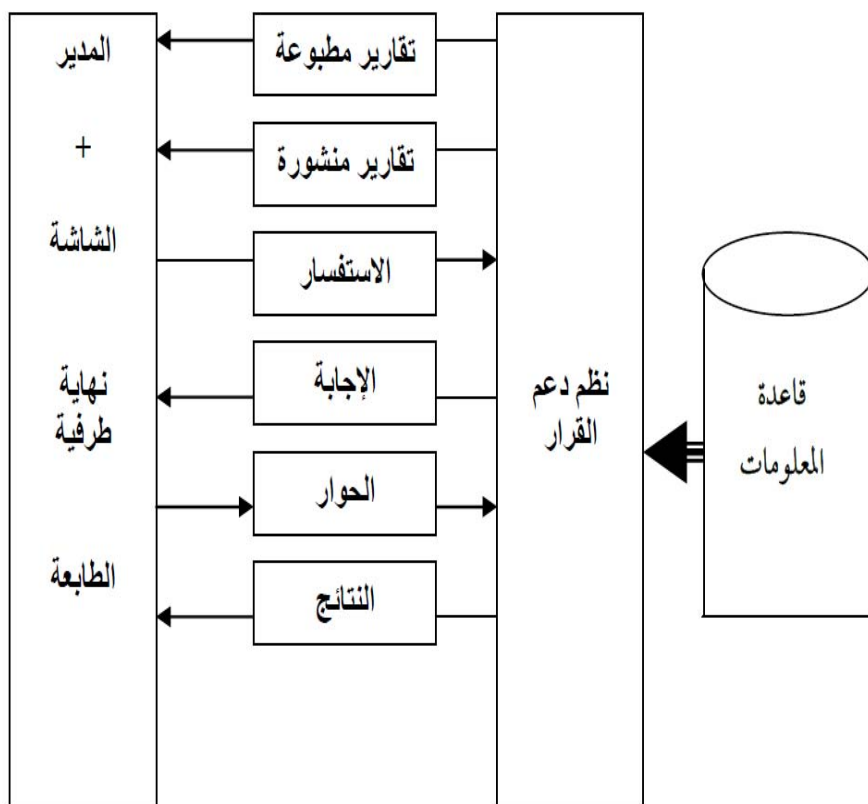 المدير
+
الشاشة
نهاية
طرفية
الطابعة
تقارير مطبوعة
تقارير منشورة
الاستفسار
الإجابة
الحوار
النتائج
نظم دعم
القرار
قاعدة
المعلومات